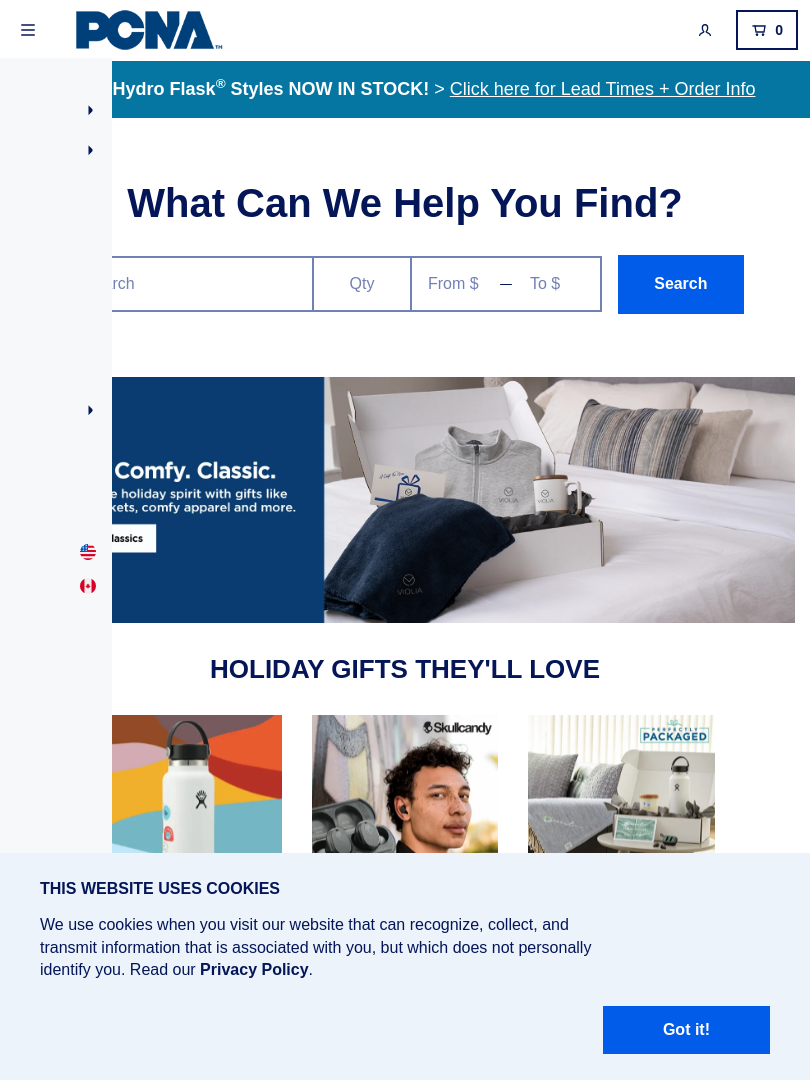 PCNA™
0
Hydro Flask® Styles NOW IN STOCK! > Click here for Lead Times + Order Info
What Can We Help You Find?
rch Qty From $ — To $ Search
Comfy. Classic.
e holiday spirit with gifts like
kets, comfy apparel and more.
lassics
VIOLIA
VIOLIA
VIOLIA
HOLIDAY GIFTS THEY'LL LOVE
Skullcandy
PERFECTLY
PACKAGED
THIS WEBSITE USES COOKIES
We use cookies when you visit our website that can recognize, collect, and
transmit information that is associated with you, but which does not personally
identify you. Read our Privacy Policy.
Got it!